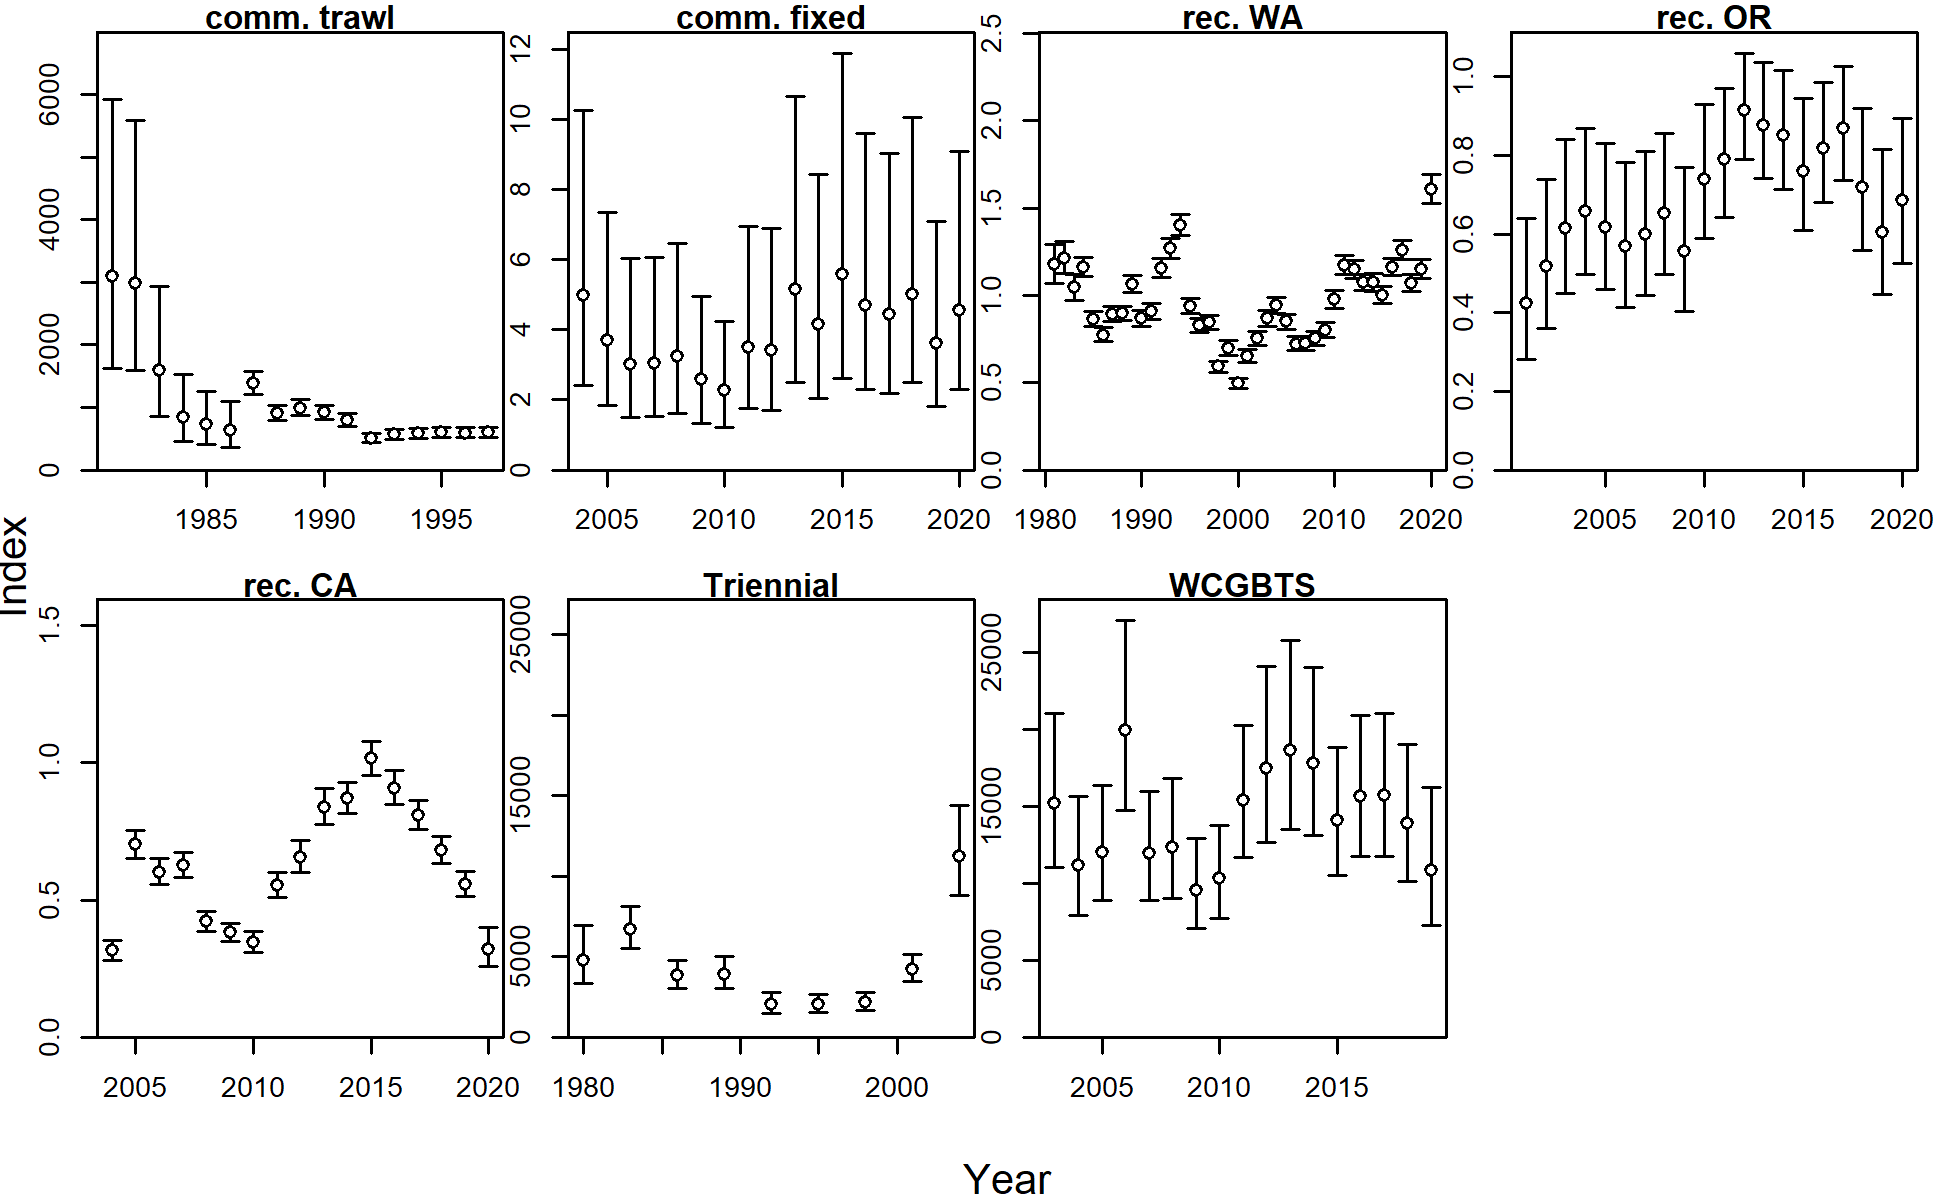 comm. trawl
0 2000 4000 6000
1985 1990 1995
comm. fixed
0 2 4 6 8 10 12
2005 2010 2015 2020
rec. WA
0.0 0.5 1.0 1.5 2.0 2.5
1980 1990 2000 2010 2020
rec. OR
0.0 0.2 0.4 0.6 0.8 1.0
2005 2010 2015 2020
Index
rec. CA
0.0 0.5 1.0 1.5
2005 2010 2015 2020
Triennial
0 5000 15000 25000
1980 1990 2000
WCGBTS
0 5000 15000 25000
2005 2010 2015
Year